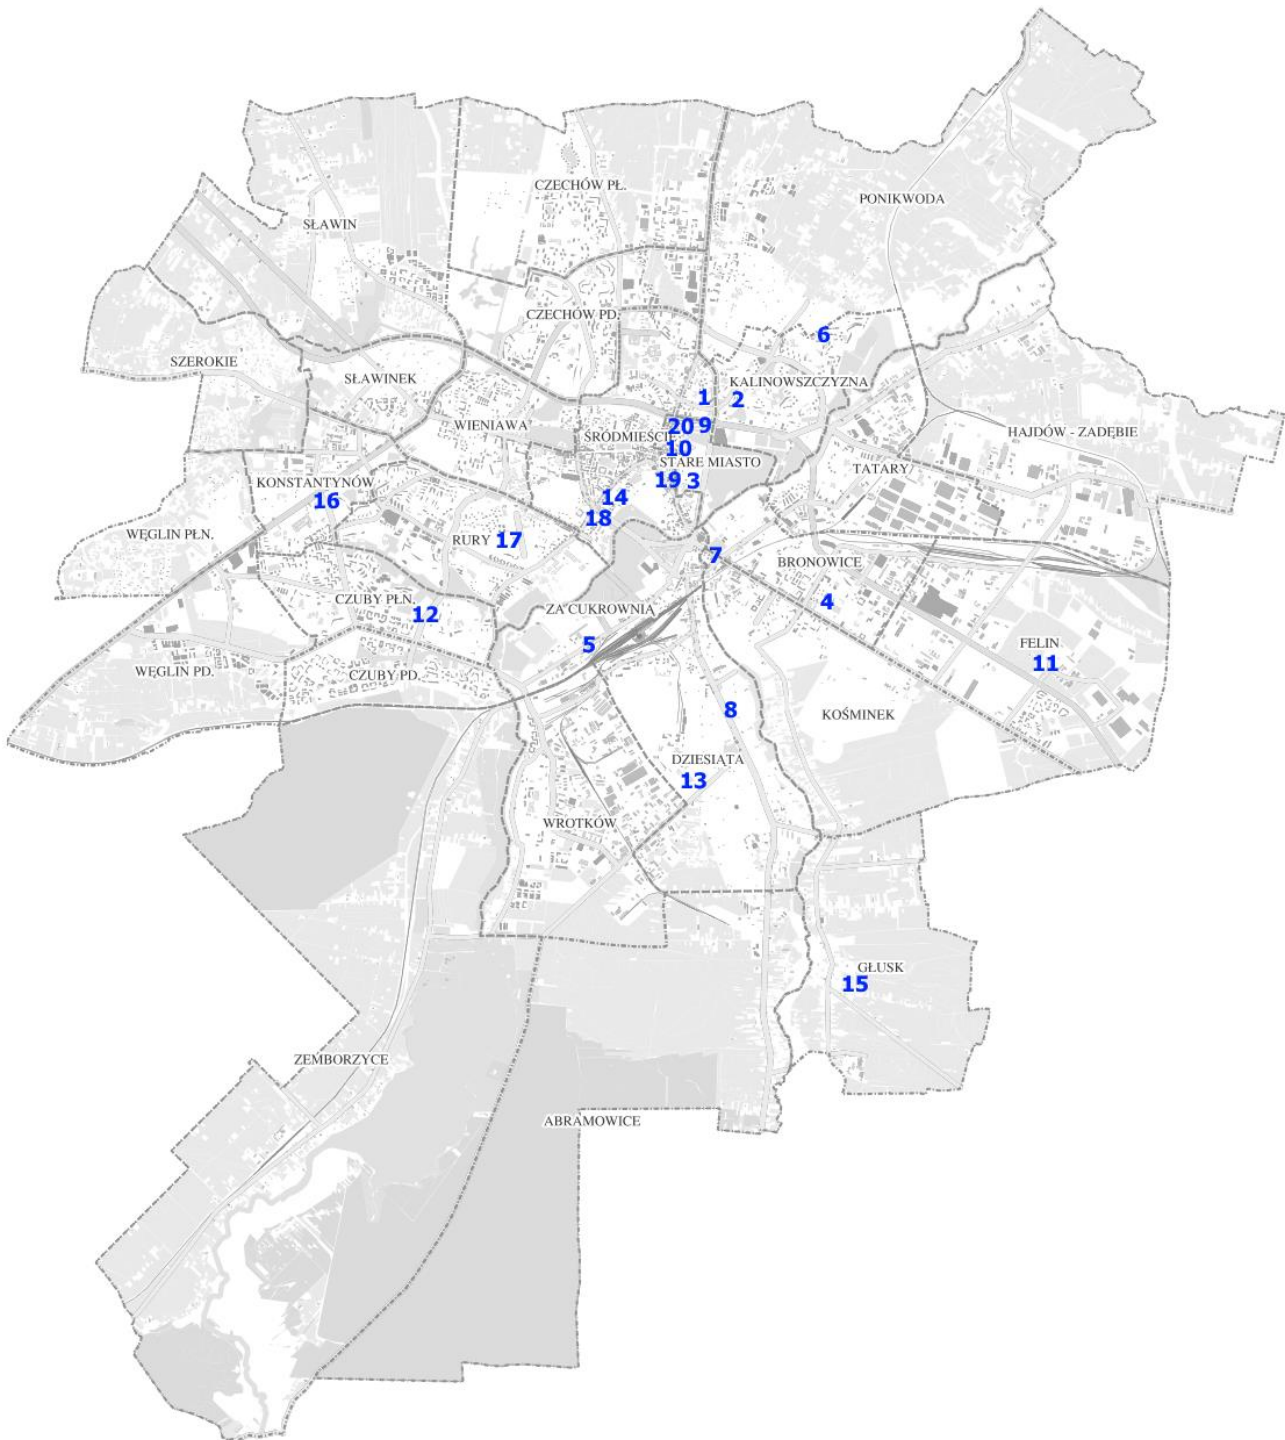 CZECHÓW PŁ.
PONIKWODA
SŁAWIN
CZECHÓW PD.
6
SZEROKIE
SŁAWINEK
KALINOWSZCZYZNA
1
2
WIENIAWA
20
9
ŚRÓDMIEŚCIE
HAJDÓW - ZADĘBIE
10
STARE MIASTO
TATARY
KONSTANTYNÓW
19
3
16
14
18
WĘGLIN PŁN.
RURY
17
7
BRONOWICE
CZUBY PŁN.
12
ZA CUKROWNIĄ
4
5
FELIN
11
WĘGLIN PD.
CZUBY PD.
8
KOŚMINEK
DZIESIĄTA
13
WROTKÓW
GŁUSK
15
ZEMBORZYCE
ABRAMOWICE